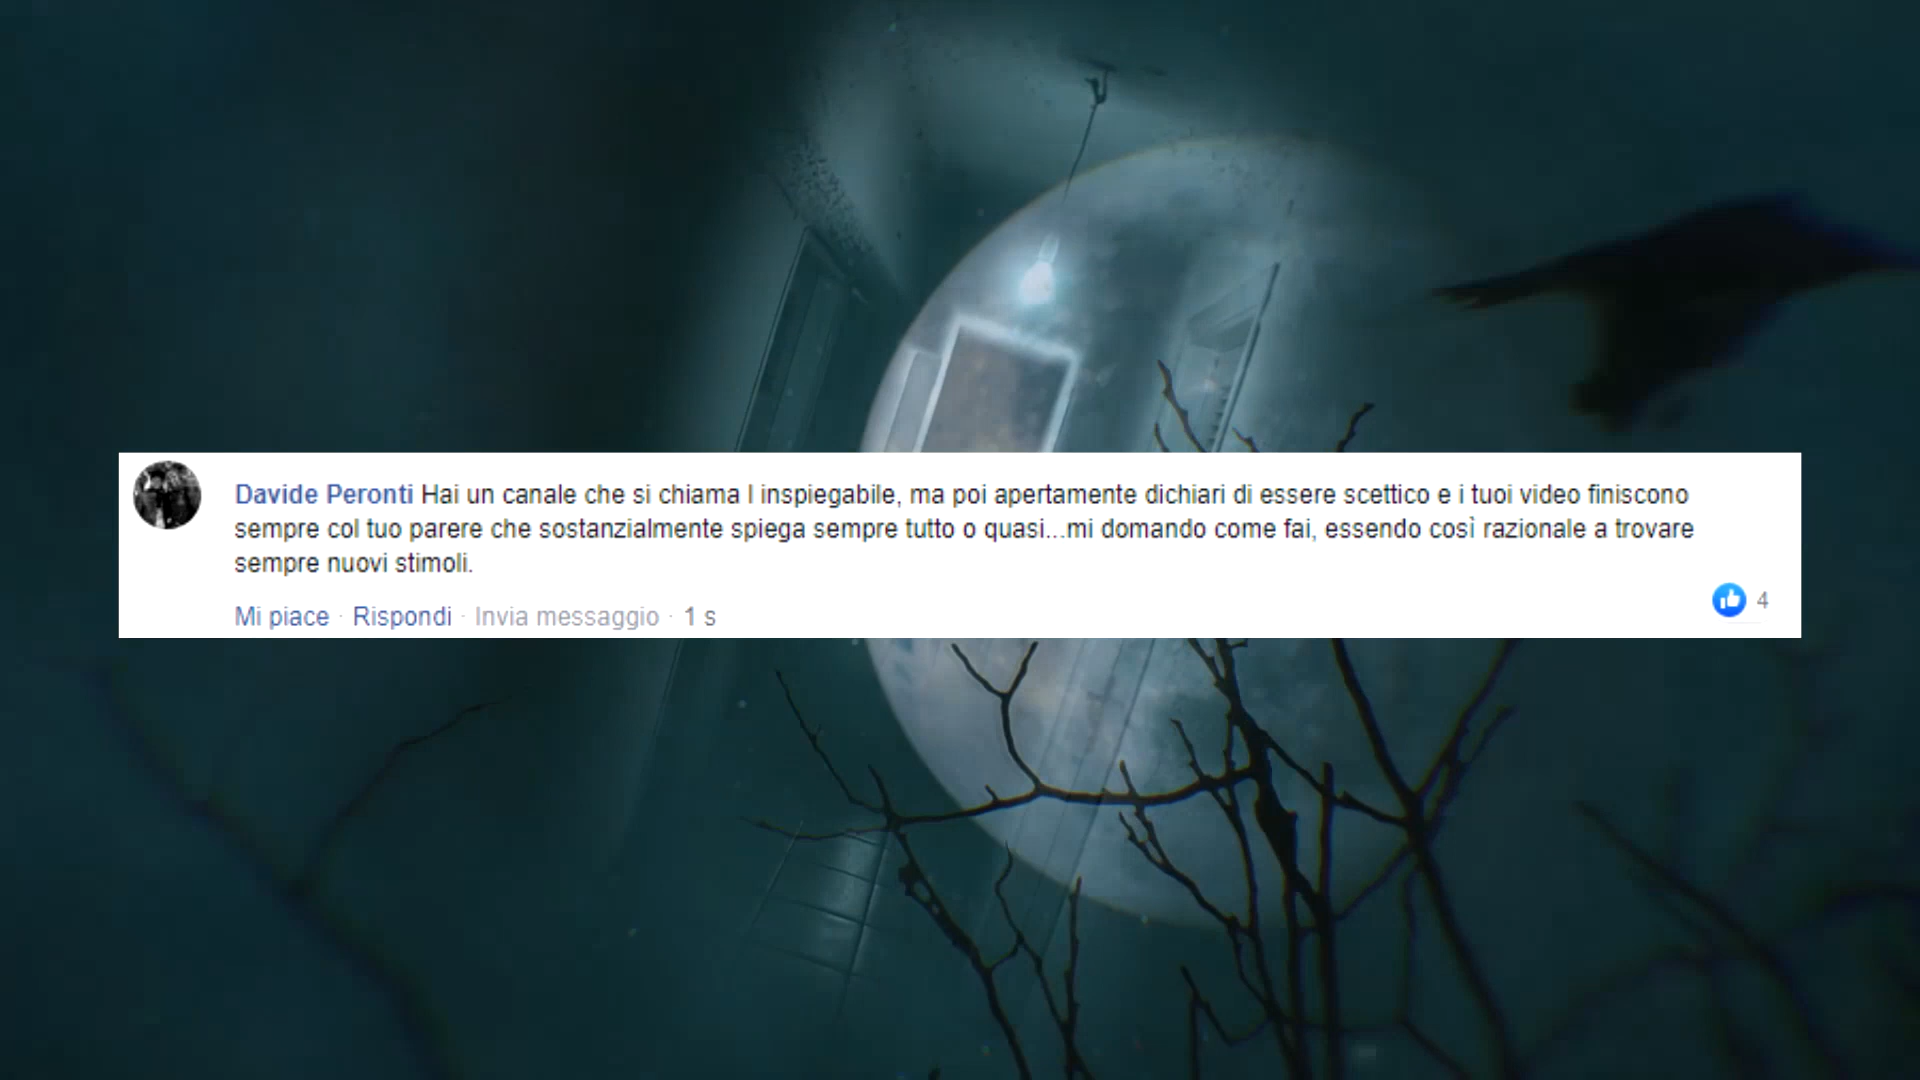 Davide Peronti Hai un canale che si chiama l inspiegabile, ma poi apertamente dichiari di essere scettico e i tuoi video finiscono
sempre col tuo parere che sostanzialmente spiega sempre tutto o quasi...mi domando come fai, essendo così razionale a trovare
sempre nuovi stimoli.
4
Mi piace · Rispondi · Invia messaggio · 1 s